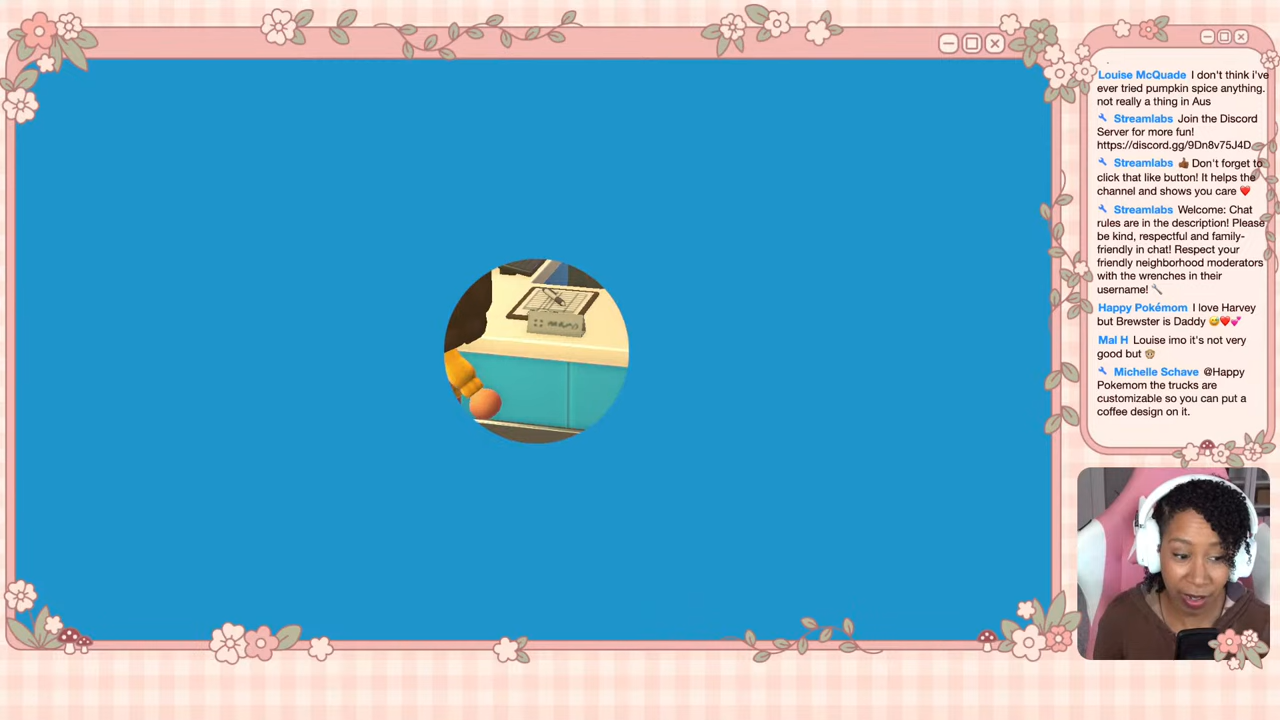 Louise McQuade I don't think i've
ever tried pumpkin spice anything.
not really a thing in Aus
Streamlabs Join the Discord
Server for more fun!
https://discord.gg/9Dn8v75J4D
Streamlabs 👍🏾 Don't forget to
click that like button! It helps the
channel and shows you care ❤️
Streamlabs Welcome: Chat
rules are in the description! Please
be kind, respectful and family-
friendly in chat! Respect your
friendly neighborhood moderators
with the wrenches in their
username! 🔧
Happy Pokémom I love Harvey
but Brewster is Daddy 😅❤️💕
Mal H Louise imo it's not very
good but 🙊
Michelle Schave @Happy
Pokemom the trucks are
customizable so you can put a
coffee design on it.